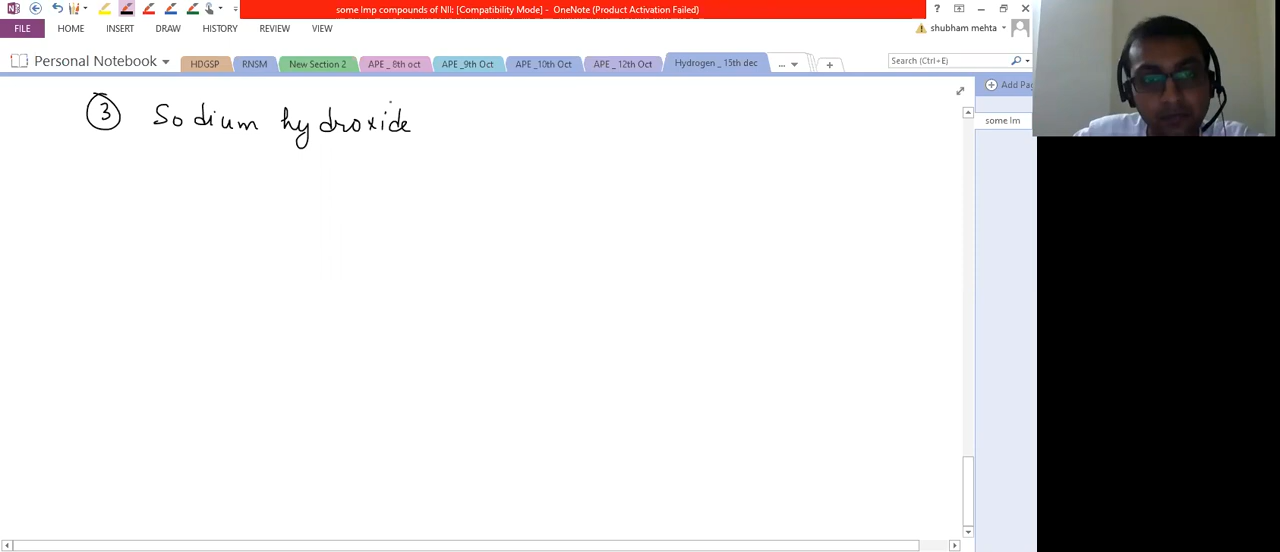 some Imp compounds of NII: [Compatibility Mode] - OneNote (Product Activation Failed)
FILE HOME INSERT DRAW HISTORY REVIEW VIEW shubham mehta
Personal Notebook HDGSP RNSM New Section 2 APE _ 8th oct APE _9th Oct APE _10th Oct APE _ 12th Oct Hydrogen _ 15th dec ... Search (Ctrl+E)
Add Pag
some Im
3 Sodium hydroxide